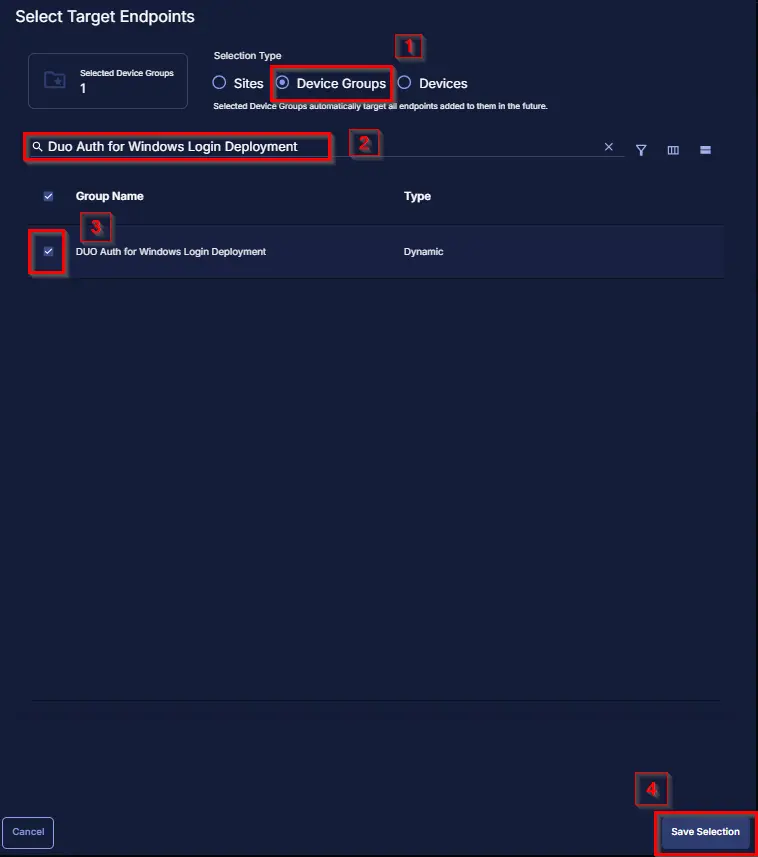 Select Target Endpoints
Selected Device Groups
1
Selection Type
1
Sites
Device Groups
Devices
Selected Device Groups automatically target all endpoints added to them in the future.
Duo Auth for Windows Login Deployment
2
Group Name Type
3
DUO Auth for Windows Login Deployment Dynamic
4
Cancel
Save Selection